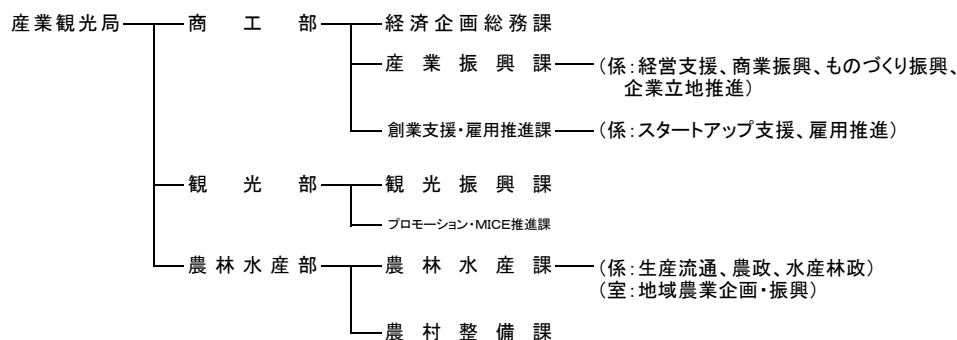 産業観光局 商工部 経済企画総務課
産業振興課 (係:経営支援、商業振興、ものづくり振興、
企業立地推進)
創業支援・雇用推進課 (係:スタートアップ支援、雇用推進)
観光部 観光振興課
プロモーション・MICE推進課
農林水産部 農林水産課 (係:生産流通、農政、水産林政)
(室:地域農業企画・振興)
農村整備課